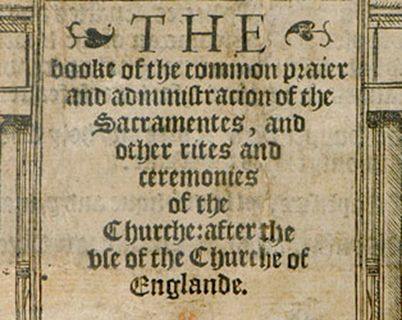 THE
booke of the common praier
and administracion of the
Sacramentes, and
other rites and
ceremonies
of the
Churche: after the
vse of the Churche of
Englande.